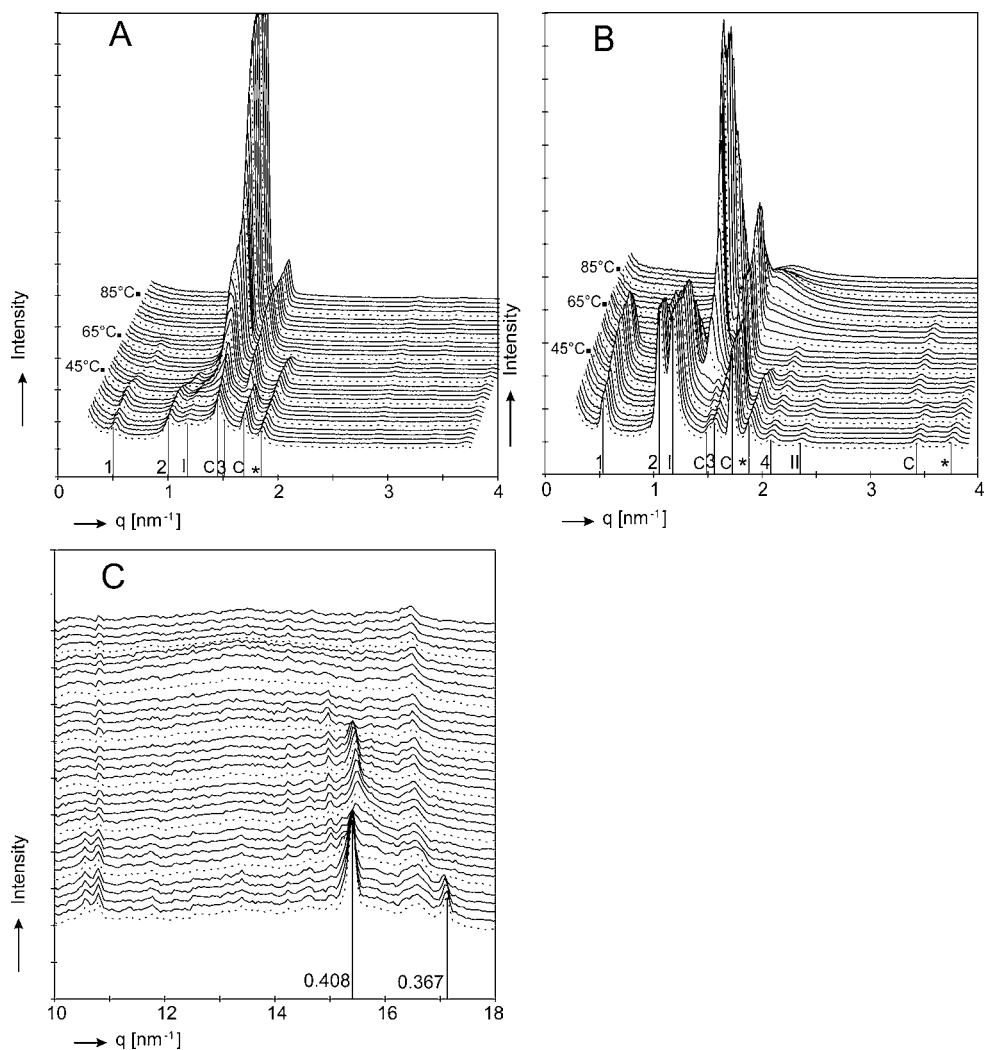 A
B
85°C
65°C
45°C
Intensity
1 2 I C 3 C *
0 1 2 3 4
q [nm⁻¹]
85°C
65°C
45°C
Intensity
1 2 I C 3 C * 4 II C *
0 1 2 3 4
q [nm⁻¹]
C
Intensity
0.408
0.367
10 12 14 16 18
q [nm⁻¹]